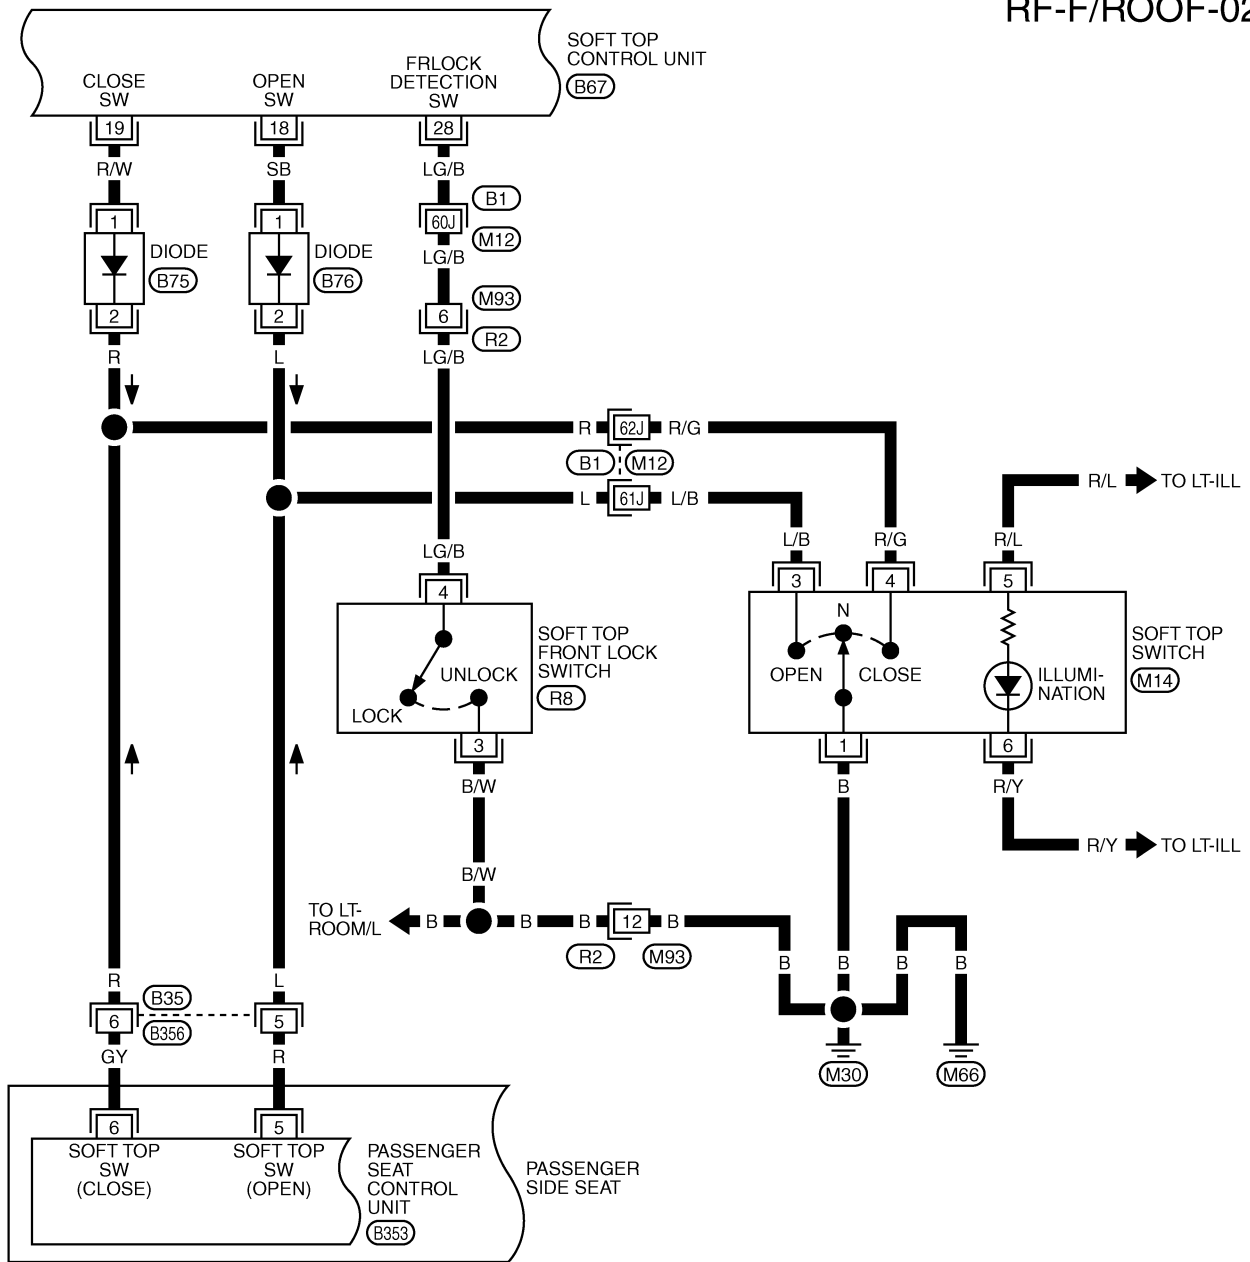 RF-F/ROOF-02
SOFT TOP
CONTROL UNIT
B67
CLOSE
SW
OPEN
SW
FRLOCK
DETECTION
SW
19
18
28
R/W
SB
LG/B
B1
1
1
60J
M12
DIODE
B75
DIODE
B76
LG/B
M93
2
2
6
R2
R
L
LG/B
R
62J
R/G
B1
M12
L
61J
L/B
R/L
TO LT-ILL
LG/B
L/B
R/G
R/L
4
3
4
5
SOFT TOP
FRONT LOCK
SWITCH
R8
UNLOCK
LOCK
N
OPEN
CLOSE
ILLUMI-
NATION
SOFT TOP
SWITCH
M14
3
1
6
B/W
B
R/Y
R/Y
TO LT-ILL
B/W
TO LT-
ROOM/L
B
B
B
12
B
R2
M93
B
B
B
B
R
L
B35
6
B356
5
GY
R
M30
M66
6
5
SOFT TOP
SW
(CLOSE)
SOFT TOP
SW
(OPEN)
PASSENGER
SEAT
CONTROL
UNIT
B353
PASSENGER
SIDE SEAT